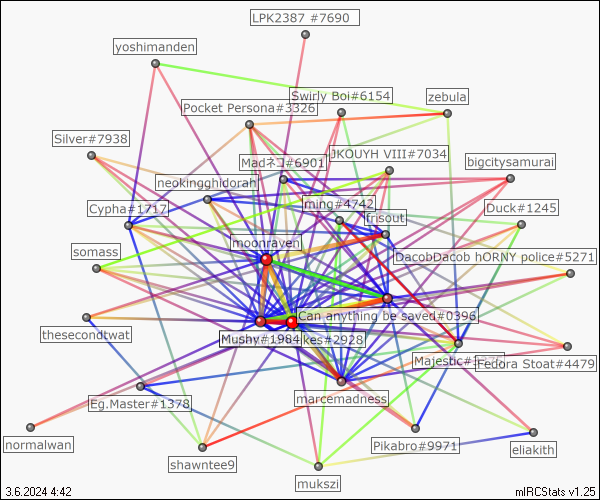 LPK2387 #7690
yoshimanden
Swirly Boi#6154
zebula
Pocket Persona#3326
Silver#7938
JKOUYH VIII#7034
Madネコ#6901
bigcitysamurai
neokingghidorah
ming#4742
Duck#1245
Cypha#1717
frisout
moonraven
somass
DacobDacob hORNY police#5271
Can anything be saved#0396
thesecondtwat
Mushy#1984
ikes#2928
Majestic#
Fedora Stoat#4479
marcemadness
Eg.Master#1378
normalwan
Pikabro#9971
eliakith
shawntee9
mukszi
3.6.2024 4:42
mIRCStats v1.25